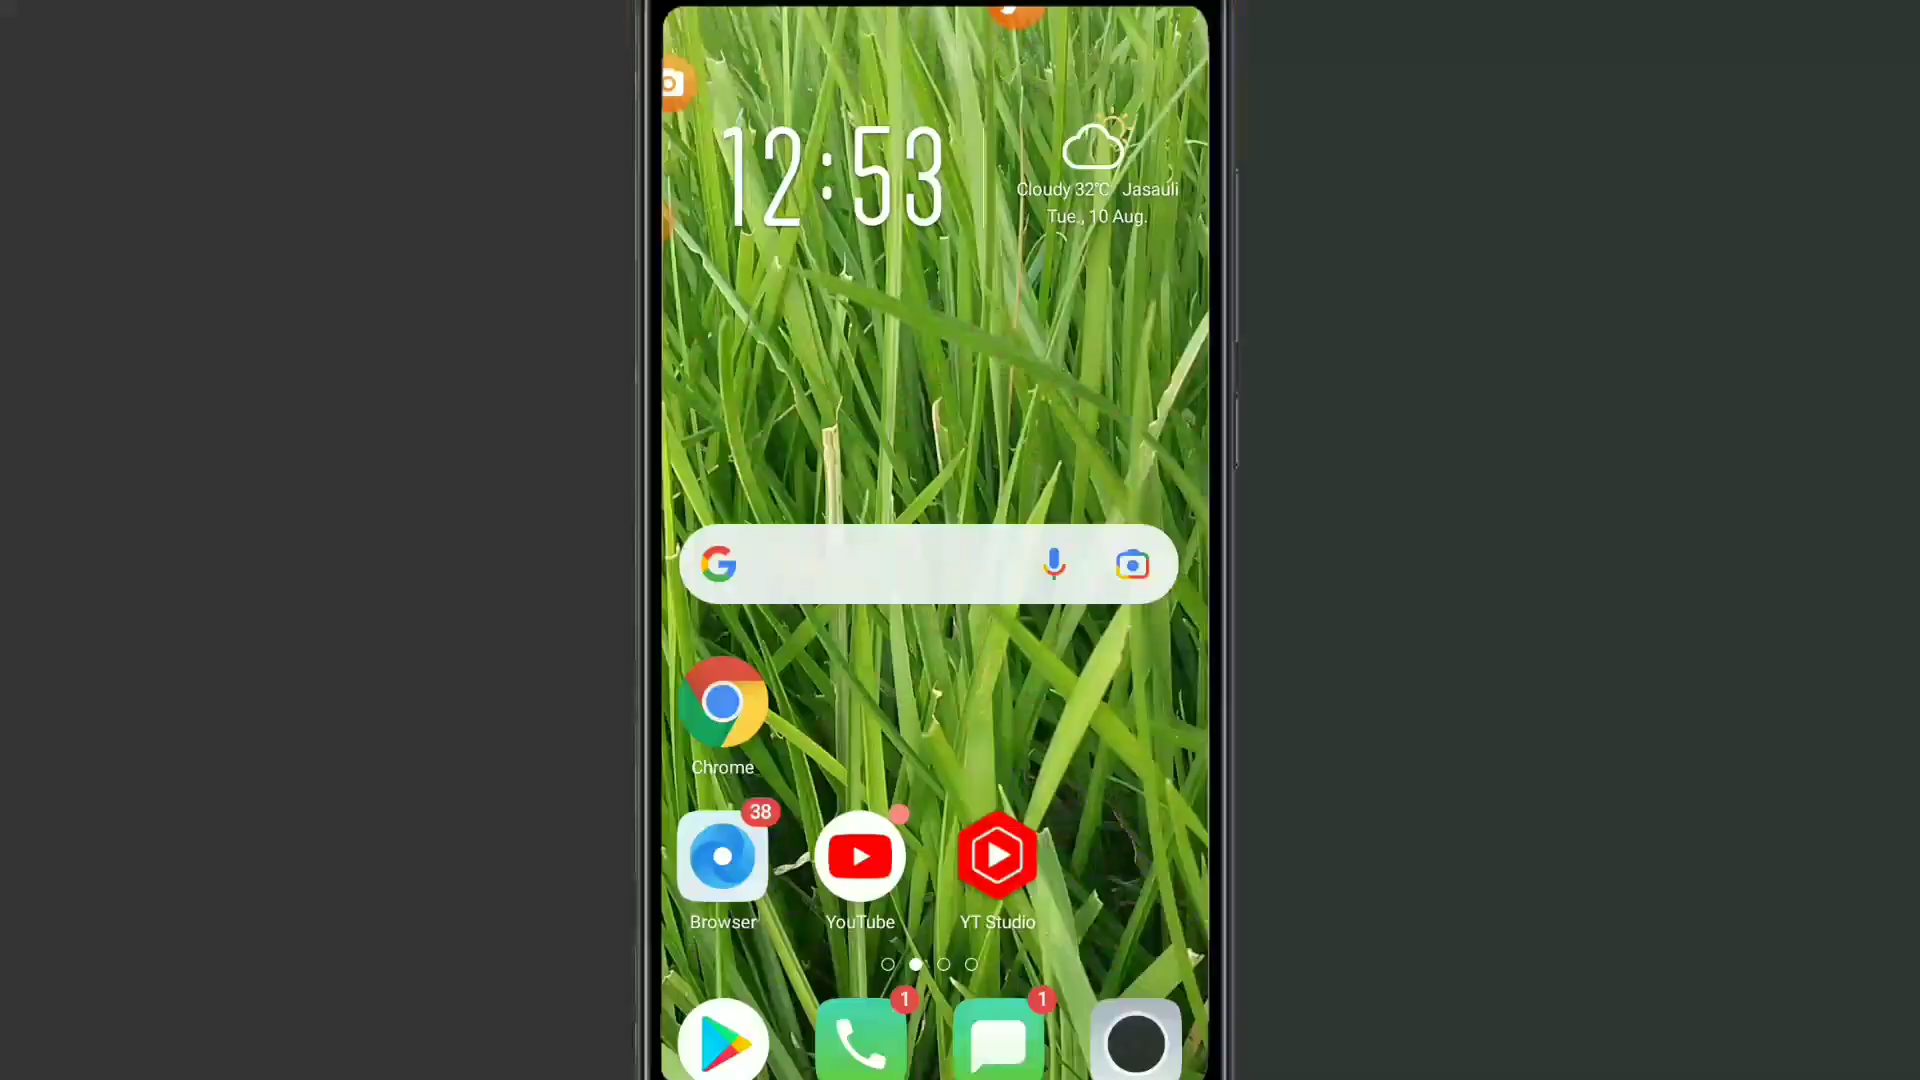 12:53
Cloudy 32°C Jasauli
Tue., 10 Aug.
Chrome
38
Browser
YouTube
YT Studio
1
1